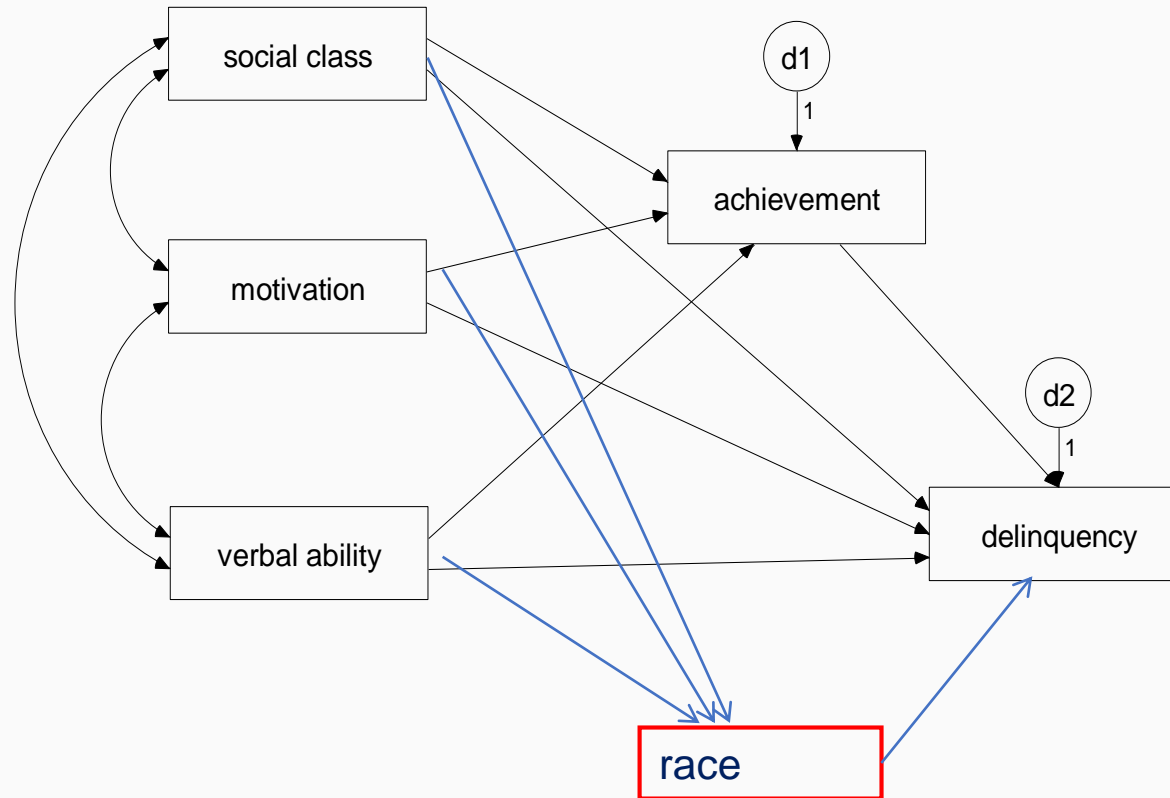 social class
d1
1
achievement
motivation
d2
1
delinquency
verbal ability
race